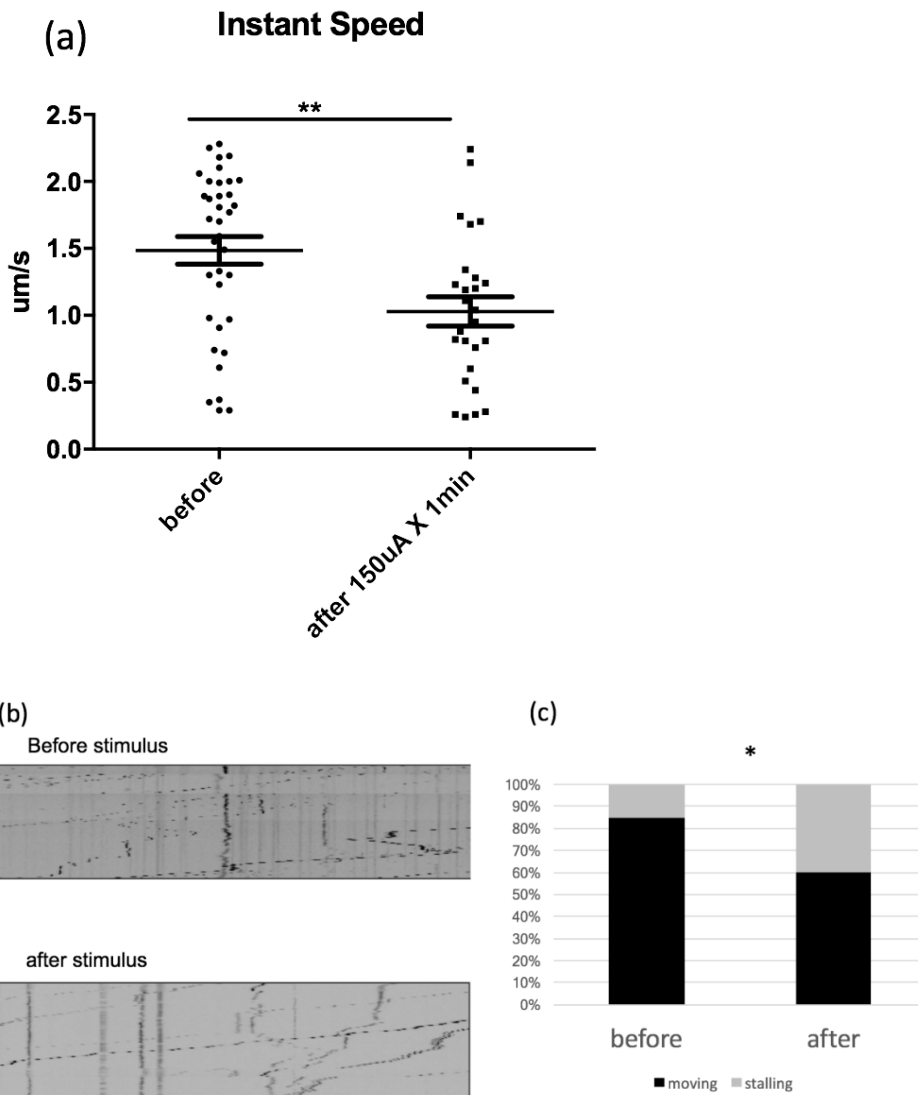 (a)
Instant Speed
**
2.5
2.0
1.5
1.0
0.5
0.0
um/s
before
after 150uA X 1min
(b)
Before stimulus
after stimulus
(c)
*
100%
90%
80%
70%
60%
50%
40%
30%
20%
10%
0%
before
after
moving
stalling